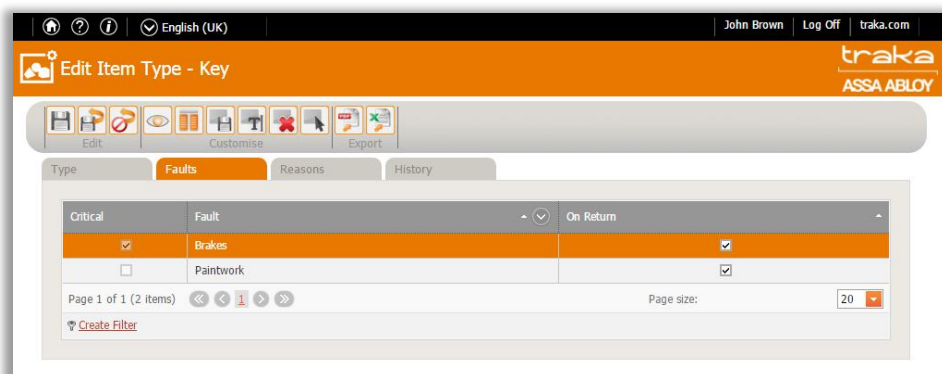 English (UK)
John Brown
Log Off
traka.com
Edit Item Type - Key
traka
ASSA ABLOY
Edit
Customise
Export
Type
Faults
Reasons
History
Critical
Fault
On Return
Brakes
Paintwork
Page 1 of 1 (2 items)
1
Page size:
20
Create Filter